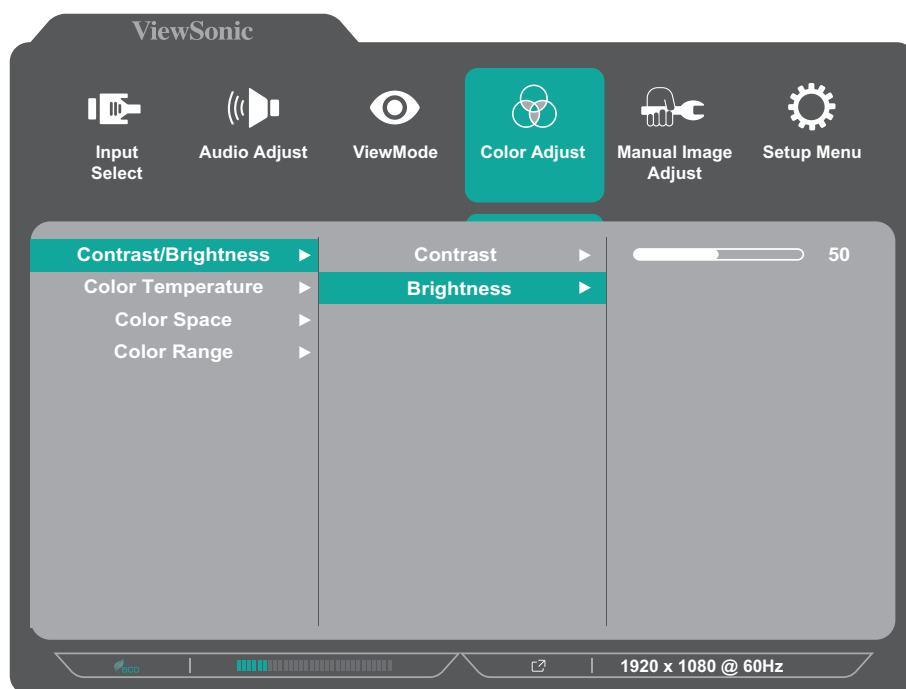 ViewSonic
Input Select
Audio Adjust
ViewMode
Color Adjust
Manual Image Adjust
Setup Menu
Contrast/Brightness
Contrast
50
Color Temperature
Brightness
Color Space
Color Range
ECO
1920 x 1080 @ 60Hz